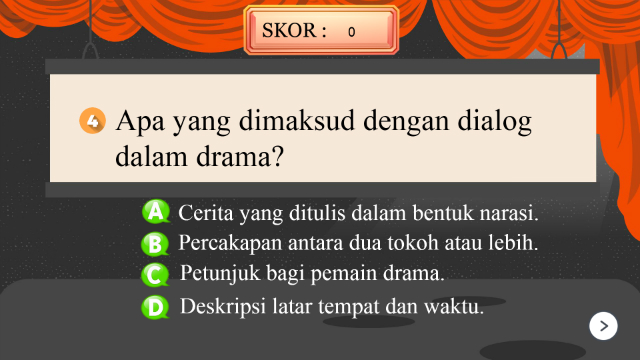 SKOR : 0
4 Apa yang dimaksud dengan dialog
dalam drama?
A Cerita yang ditulis dalam bentuk narasi.
B Percakapan antara dua tokoh atau lebih.
C Petunjuk bagi pemain drama.
D Deskripsi latar tempat dan waktu.